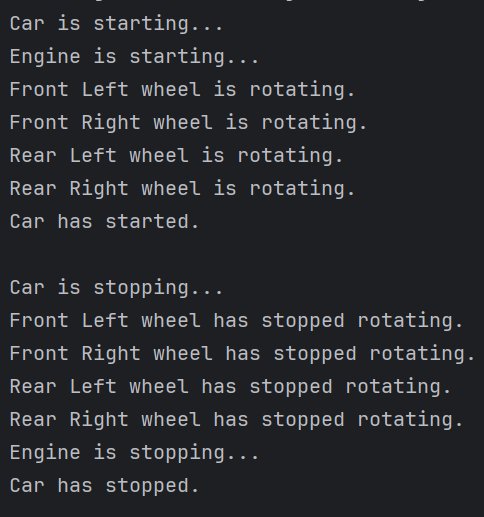 Car is starting...
Engine is starting...
Front Left wheel is rotating.
Front Right wheel is rotating.
Rear Left wheel is rotating.
Rear Right wheel is rotating.
Car has started.

Car is stopping...
Front Left wheel has stopped rotating.
Front Right wheel has stopped rotating.
Rear Left wheel has stopped rotating.
Rear Right wheel has stopped rotating.
Engine is stopping...
Car has stopped.